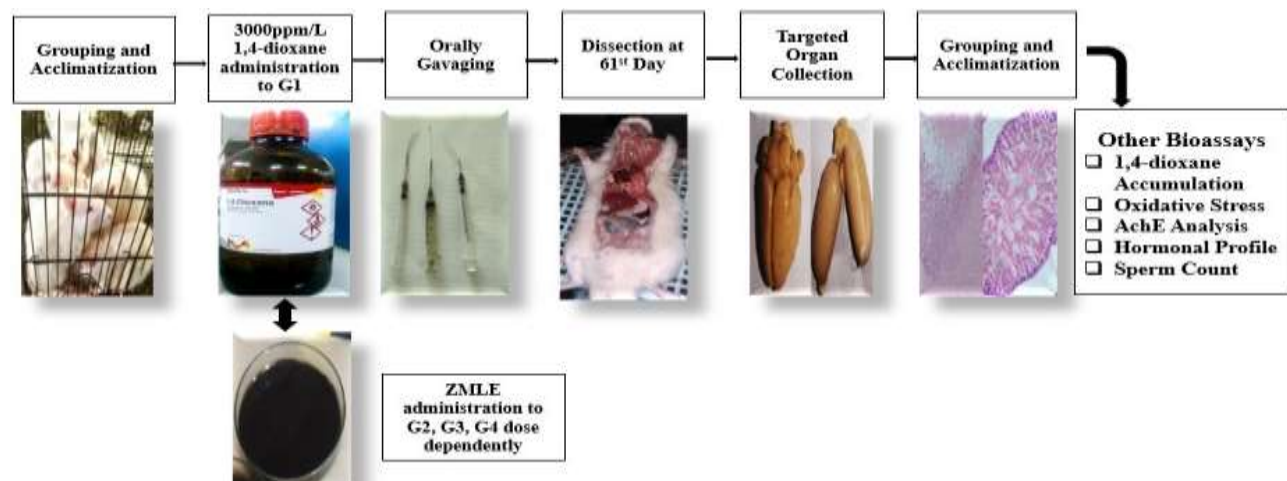 Grouping and
Acclimatization
3000ppm/L
1,4-dioxane
administration
to G1
Orally
Gavaging
Dissection at
61st Day
Targeted
Organ
Collection
Grouping and
Acclimatization
Other Bioassays
❑ 1,4-dioxane
Accumulation
❑ Oxidative Stress
❑ AchE Analysis
❑ Hormonal Profile
❑ Sperm Count
ZMLE
administration to
G2, G3, G4 dose
dependently